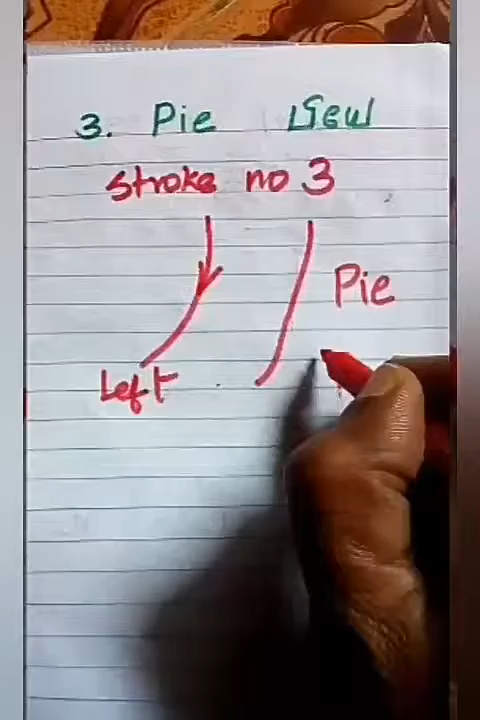 3. Pie பியெ
Stroke no 3
Pie
Left